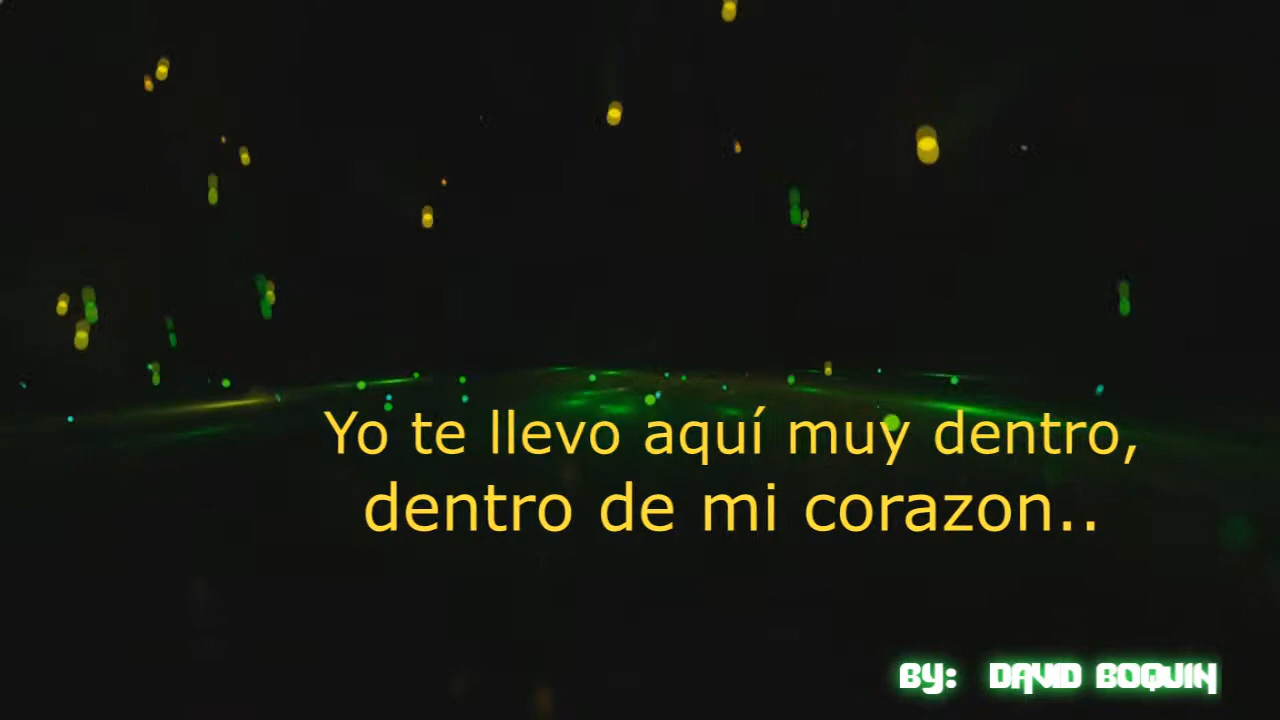 Yo te llevo aquí muy dentro,
dentro de mi corazon..
BY: DAVID BOQUIN